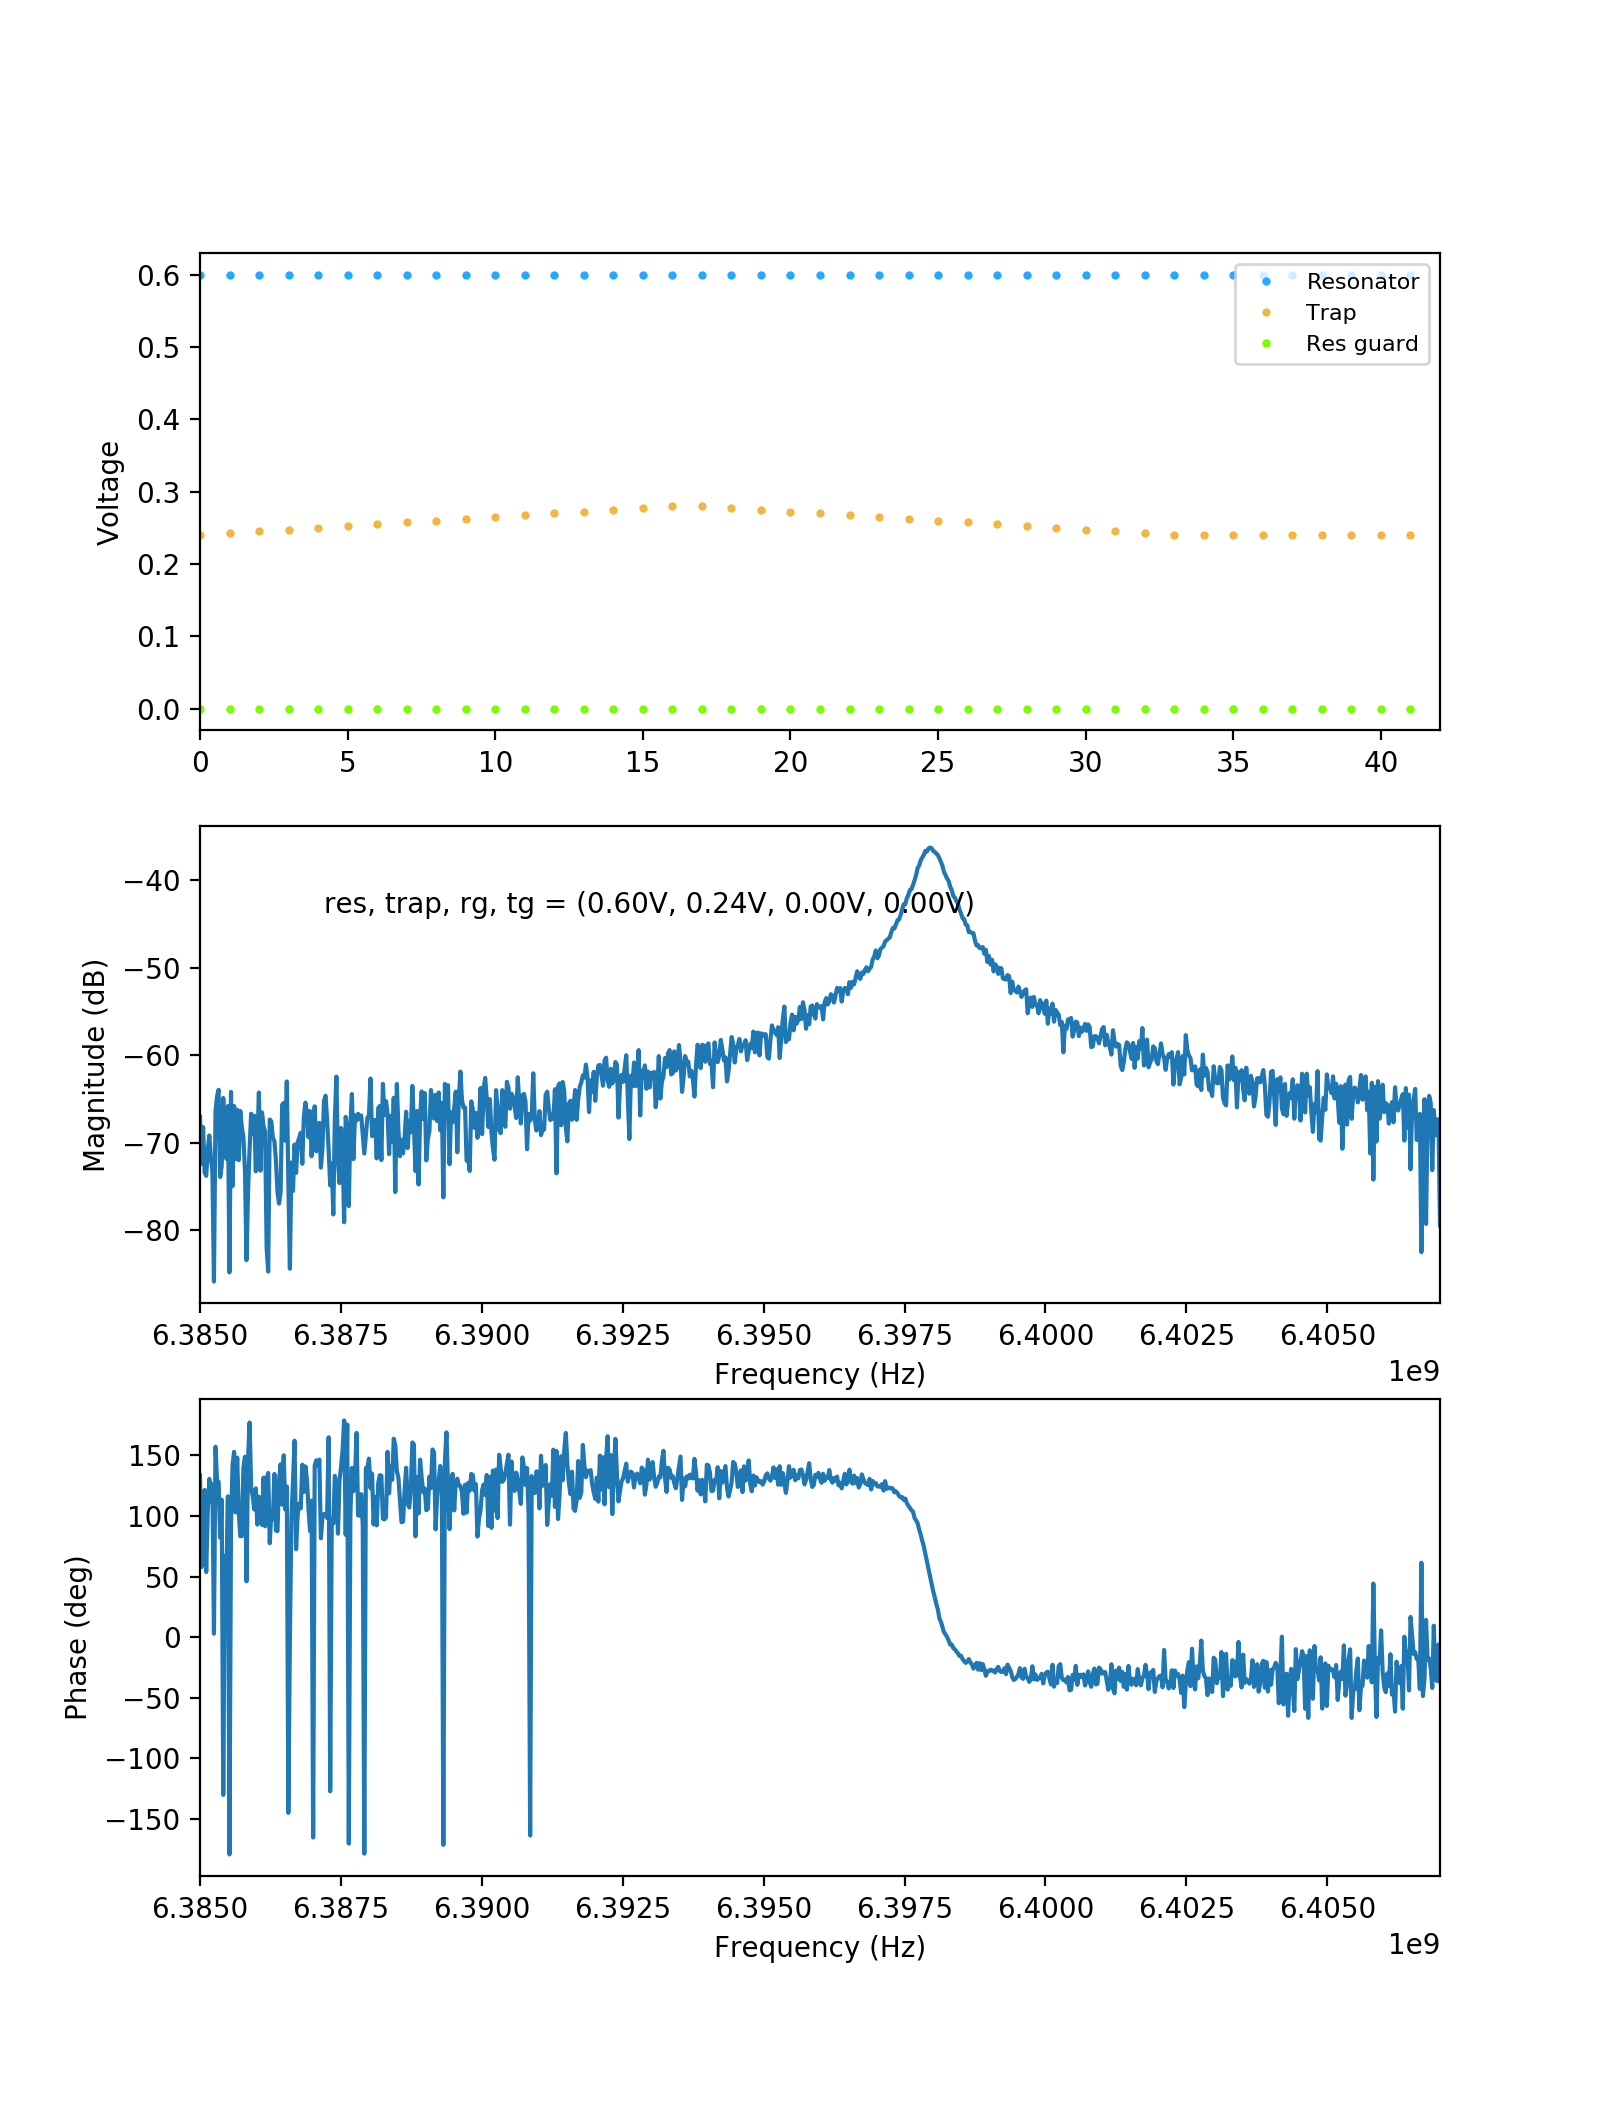 0.6
0.5
0.4
0.3
0.2
0.1
0.0
Voltage
Resonator
Trap
Res guard
0 5 10 15 20 25 30 35 40
−40
−50
−60
−70
−80
Magnitude (dB)
res, trap, rg, tg = (0.60V, 0.24V, 0.00V, 0.00V)
6.3850 6.3875 6.3900 6.3925 6.3950 6.3975 6.4000 6.4025 6.4050
Frequency (Hz)
1e9
150
100
50
0
−50
−100
−150
Phase (deg)
6.3850 6.3875 6.3900 6.3925 6.3950 6.3975 6.4000 6.4025 6.4050
Frequency (Hz)
1e9